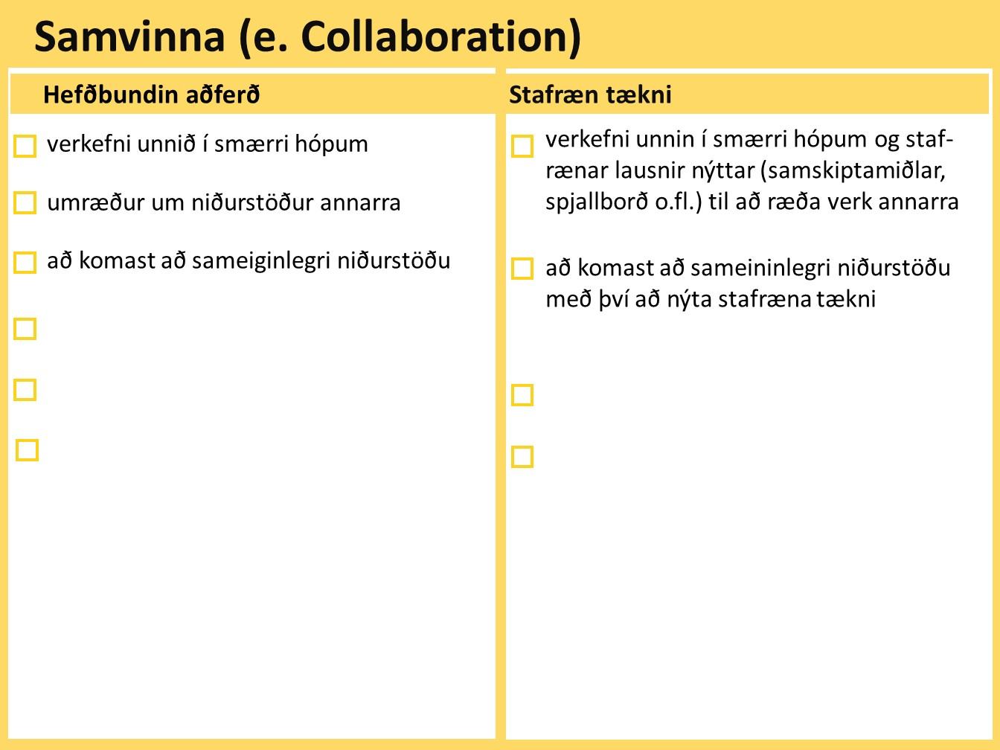 Samvinna (e. Collaboration)
Hefðbundin aðferð
verkefni unnið í smærri hópum
umræður um niðurstöður annarra
að komast að sameiginlegri niðurstöðu
Stafræn tækni
verkefni unnin í smærri hópum og staf-
rænar lausnir nýttar (samskiptamiðlar,
spjallborð o.fl.) til að ræða verk annarra
að komast að sameininlegri niðurstöðu
með því að nýta stafræna tækni